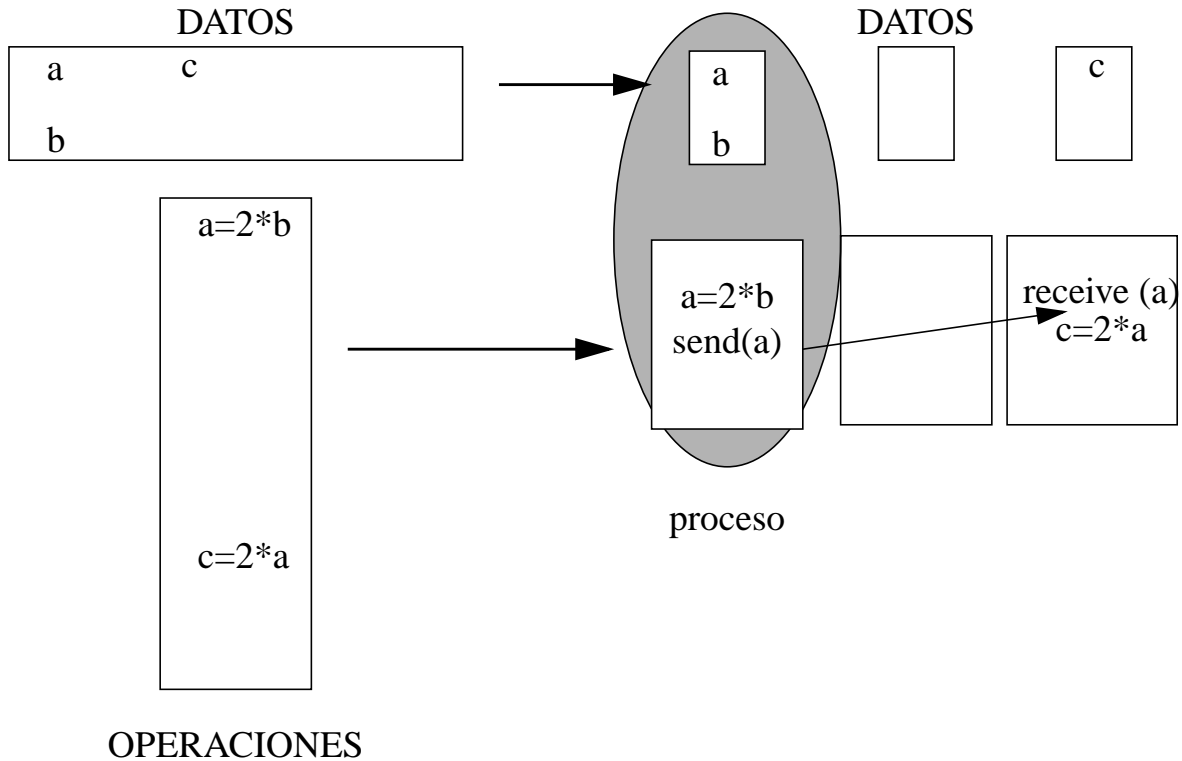 DATOS
a c
b
a=2*b
c=2*a
OPERACIONES
DATOS
a
b
c
a=2*b
send(a)
receive (a)
c=2*a
proceso